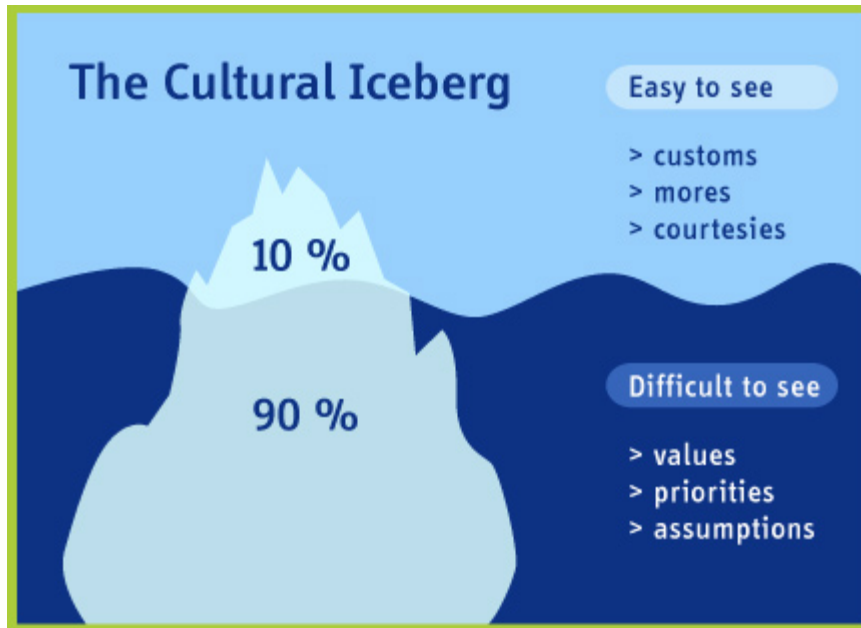 The Cultural Iceberg
Easy to see
> customs
> mores
> courtesies
10 %
Difficult to see
90 %
> values
> priorities
> assumptions